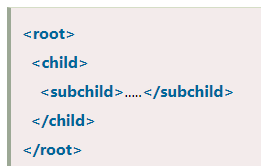 <root>
<child>
<subchild>.....</subchild>
</child>
</root>